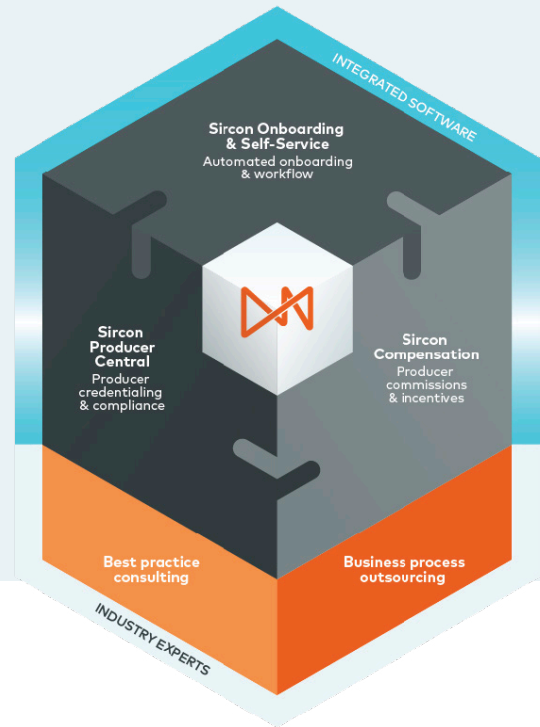 INTEGRATED SOFTWARE
Sircon Onboarding
& Self-Service
Automated onboarding
& workflow
Sircon
Producer
Central
Producer
credentialing
& compliance
Sircon
Compensation
Producer
commissions
& incentives
Best practice
consulting
Business process
outsourcing
INDUSTRY EXPERTS